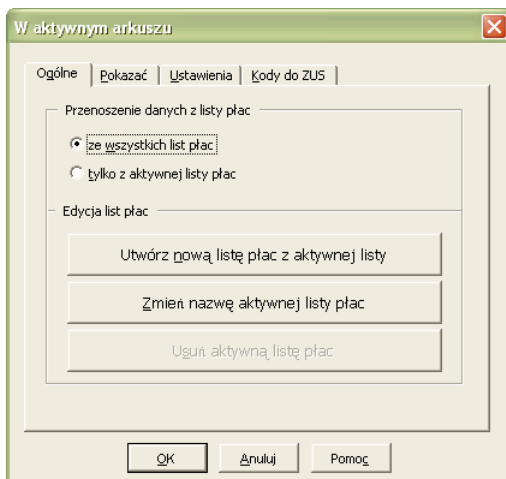 W aktywnym arkuszu
Ogólne Pokazać Ustawienia Kody do ZUS
Przenoszenie danych z listy płac
ze wszystkich list płac
tylko z aktywnej listy płac
Edycja list płac
Utwórz nową listę płac z aktywnej listy
Zmień nazwę aktywnej listy płac
Usuń aktywną listę płac
OK Anuluj Pomoc